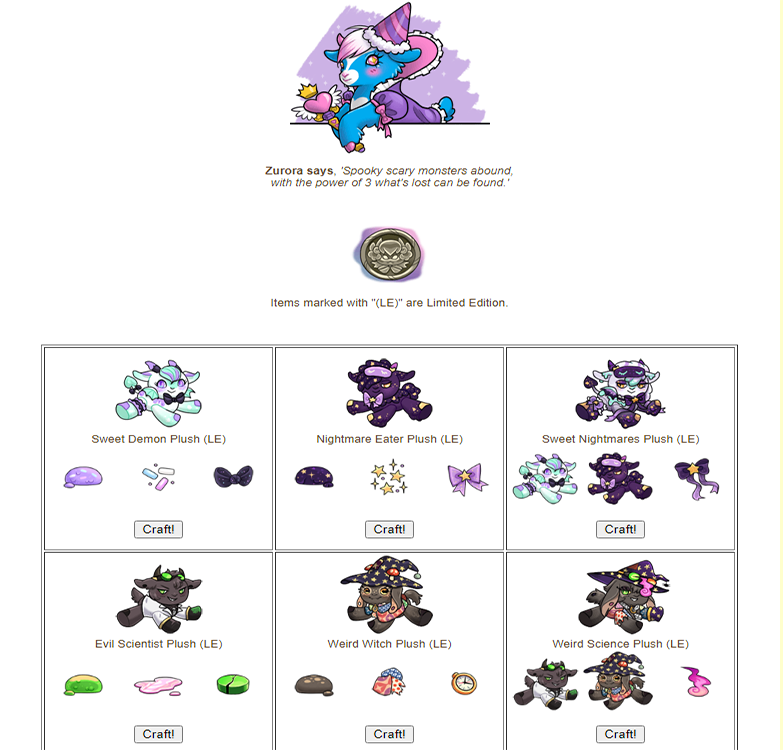 Zurora says, 'Spooky scary monsters abound,
with the power of 3 what's lost can be found.'
Items marked with "(LE)" are Limited Edition.
Sweet Demon Plush (LE)
Nightmare Eater Plush (LE)
Sweet Nightmares Plush (LE)
Craft!
Craft!
Craft!
Evil Scientist Plush (LE)
Weird Witch Plush (LE)
Weird Science Plush (LE)
Craft!
Craft!
Craft!